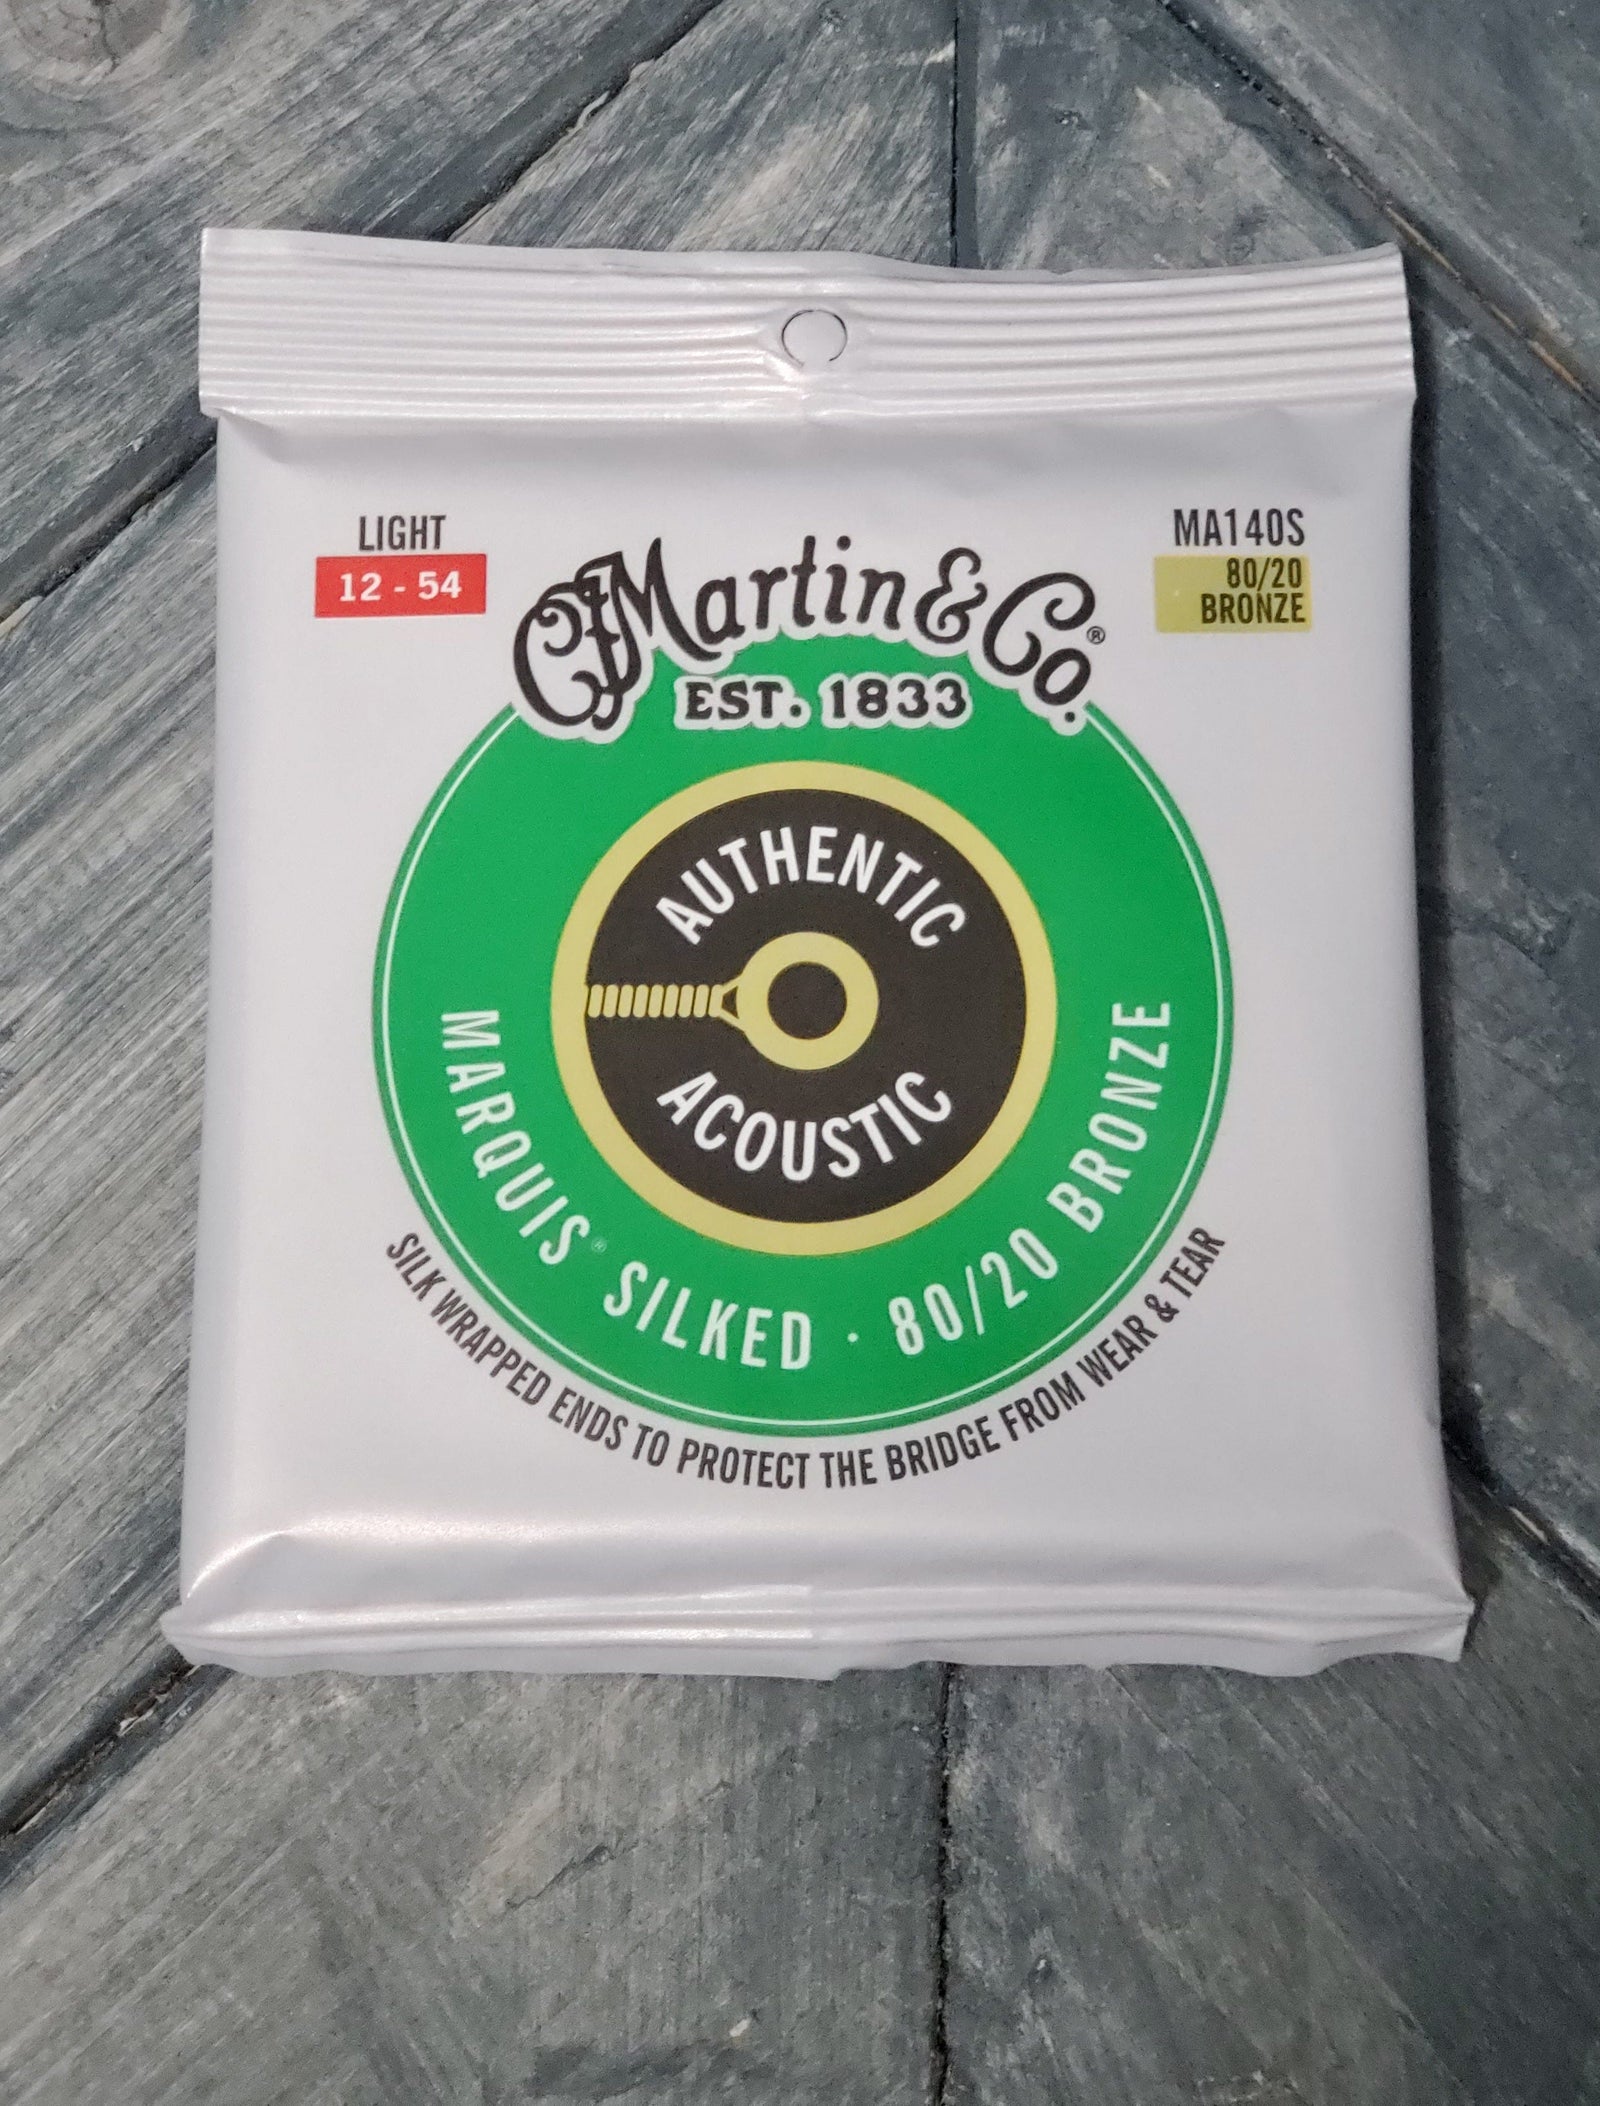 LIGHT
12 - 54
MA140S
80/20
BRONZE
CFMartin & Co.®
EST. 1833
AUTHENTIC
ACOUSTIC
MARQUIS® SILKED · 80/20 BRONZE
SILK WRAPPED ENDS TO PROTECT THE BRIDGE FROM WEAR & TEAR